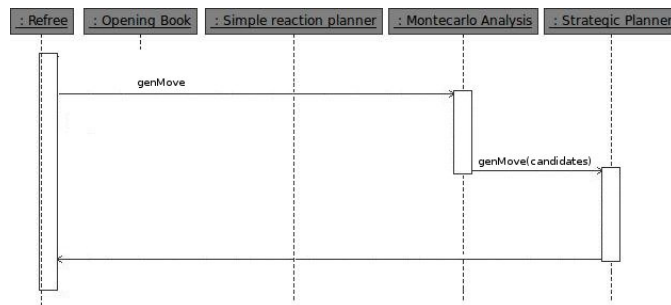 : Refree
: Opening Book
: Simple reaction planner
: Montecarlo Analysis
: Strategic Planner
genMove
genMove(candidates)